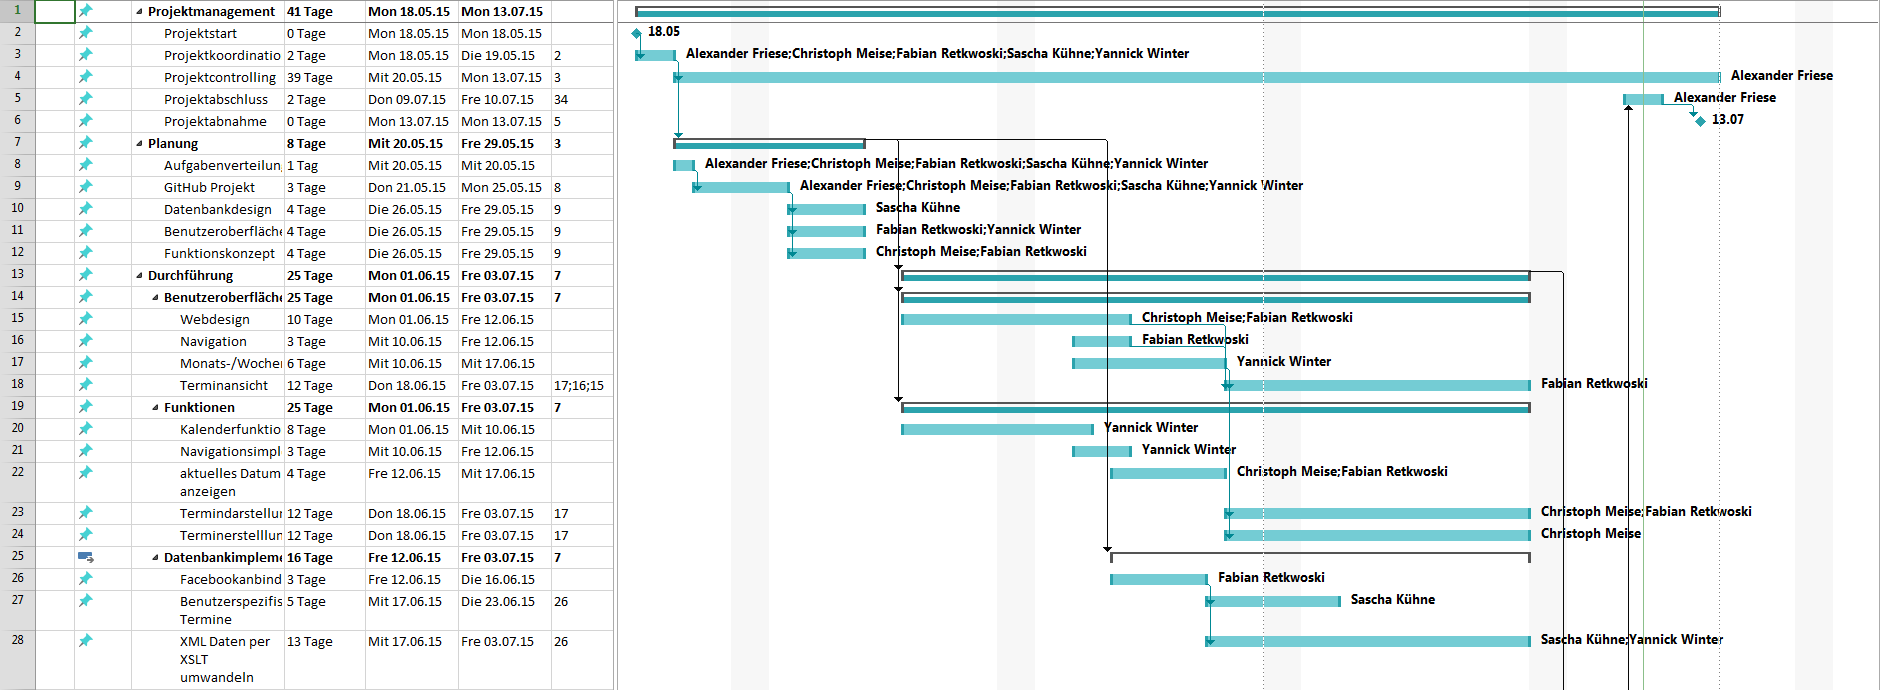 1 Projektmanagement 41 Tage Mon 18.05.15 Mon 13.07.15
2 Projektstart 0 Tage Mon 18.05.15 Mon 18.05.15 18.05
3 Projektkoordinatio 2 Tage Mon 18.05.15 Die 19.05.15 2 Alexander Friese;Christoph Meise;Fabian Retkwoski;Sascha Kühne;Yannick Winter
4 Projektcontrolling 39 Tage Mit 20.05.15 Mon 13.07.15 3 Alexander Friese
5 Projektabschluss 2 Tage Don 09.07.15 Fre 10.07.15 34 Alexander Friese
6 Projektabnahme 0 Tage Mon 13.07.15 Mon 13.07.15 5 13.07
7 Planung 8 Tage Mit 20.05.15 Fre 29.05.15 3
8 Aufgabenverteilun 1 Tag Mit 20.05.15 Mit 20.05.15 Alexander Friese;Christoph Meise;Fabian Retkwoski;Sascha Kühne;Yannick Winter
9 GitHub Projekt 3 Tage Don 21.05.15 Mon 25.05.15 8 Alexander Friese;Christoph Meise;Fabian Retkwoski;Sascha Kühne;Yannick Winter
10 Datenbankdesign 4 Tage Die 26.05.15 Fre 29.05.15 9 Sascha Kühne
11 Benutzeroberfläche 4 Tage Die 26.05.15 Fre 29.05.15 9 Fabian Retkwoski;Yannick Winter
12 Funktionskonzept 4 Tage Die 26.05.15 Fre 29.05.15 9 Christoph Meise;Fabian Retkwoski
13 Durchführung 25 Tage Mon 01.06.15 Fre 03.07.15 7
14 Benutzeroberfläche 25 Tage Mon 01.06.15 Fre 03.07.15 7
15 Webdesign 10 Tage Mon 01.06.15 Fre 12.06.15 Christoph Meise;Fabian Retkwoski
16 Navigation 3 Tage Mit 10.06.15 Fre 12.06.15 Fabian Retkwoski
17 Monats-/Wocher 6 Tage Mit 10.06.15 Mit 17.06.15 Yannick Winter
18 Terminansicht 12 Tage Don 18.06.15 Fre 03.07.15 17;16;15 Fabian Retkwoski
19 Funktionen 25 Tage Mon 01.06.15 Fre 03.07.15 7
20 Kalenderfunktio 8 Tage Mon 01.06.15 Mit 10.06.15 Yannick Winter
21 Navigationsimpl 3 Tage Mit 10.06.15 Fre 12.06.15 Yannick Winter
22 aktuelles Datum 4 Tage Fre 12.06.15 Mit 17.06.15 Christoph Meise;Fabian Retkwoski
anzeigen
23 Termindarstellur 12 Tage Don 18.06.15 Fre 03.07.15 17 Christoph Meise;Fabian Retkwoski
24 Terminerstelllun 12 Tage Don 18.06.15 Fre 03.07.15 17 Christoph Meise
25 Datenbankimplem 16 Tage Fre 12.06.15 Fre 03.07.15 7
26 Facebookanbind 3 Tage Fre 12.06.15 Die 16.06.15 Fabian Retkwoski
27 Benutzerspezifis 5 Tage Mit 17.06.15 Die 23.06.15 26 Sascha Kühne
Termine
28 XML Daten per 13 Tage Mit 17.06.15 Fre 03.07.15 26 Sascha Kühne;Yannick Winter
XSLT
umwandeln